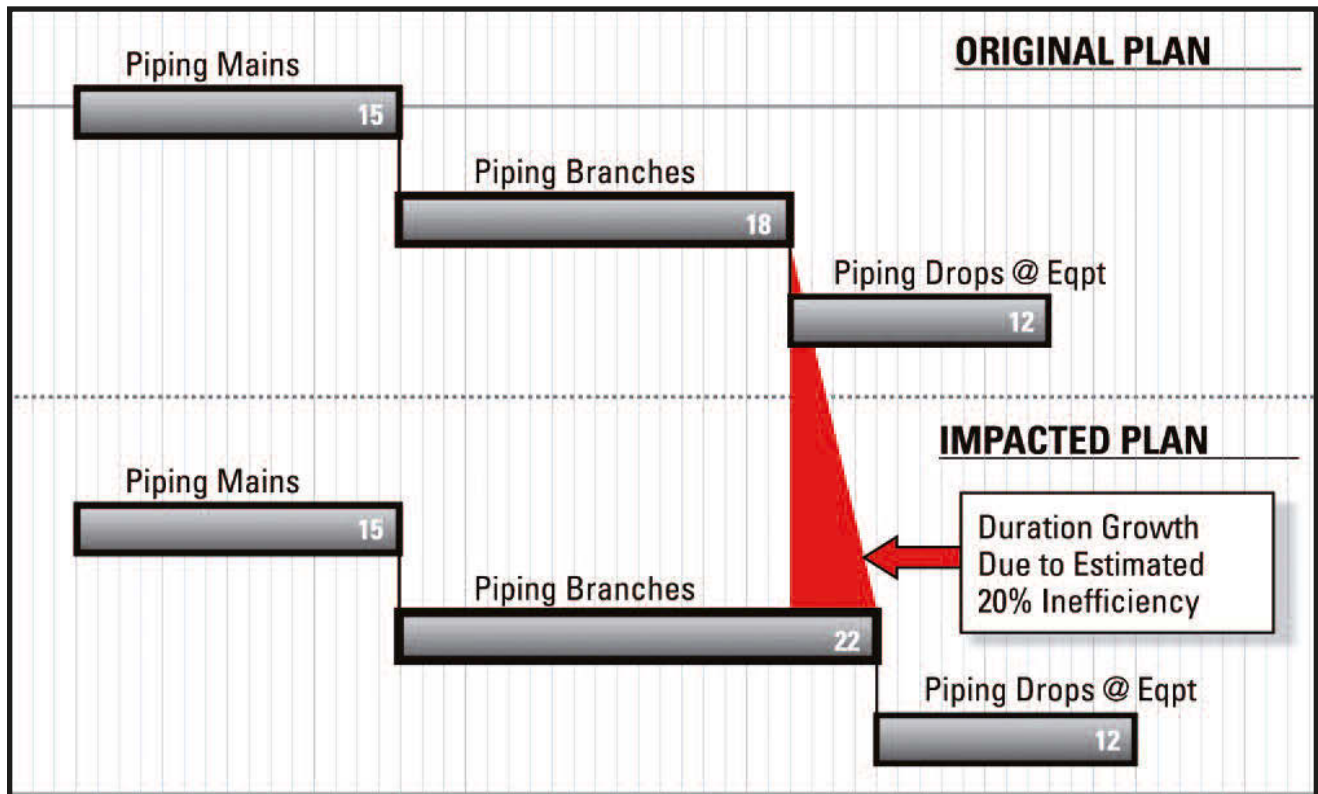 ORIGINAL PLAN
Piping Mains
15
Piping Branches
18
Piping Drops @ Eqpt
12
IMPACTED PLAN
Piping Mains
15
Duration Growth
Due to Estimated
20% Inefficiency
Piping Branches
22
Piping Drops @ Eqpt
12